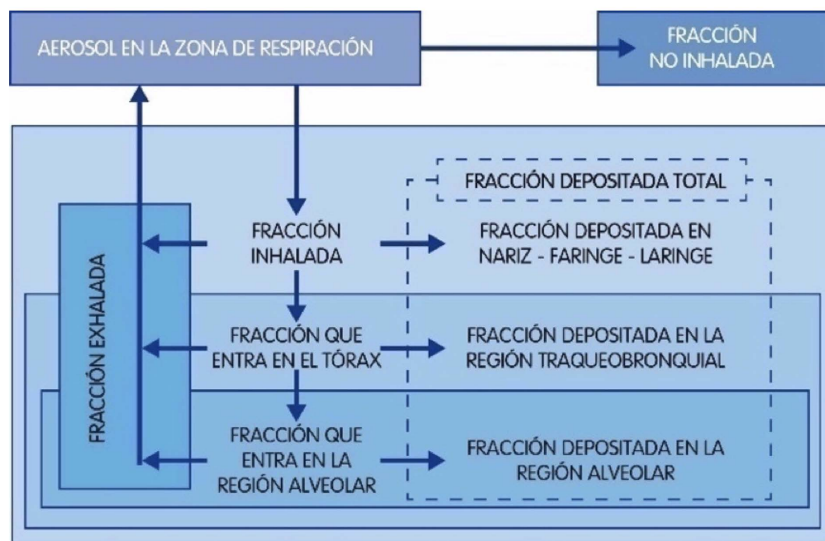 AEROSOL EN LA ZONA DE RESPIRACIÓN
FRACCIÓN
NO INHALADA
FRACCIÓN DEPOSITADA TOTAL
FRACCIÓN EXHALADA
FRACCIÓN
INHALADA
FRACCIÓN DEPOSITADA EN
NARIZ - FARINGE - LARINGE
FRACCIÓN QUE
ENTRA EN EL TÓRAX
FRACCIÓN DEPOSITADA EN LA
REGIÓN TRAQUEOBRONQUIAL
FRACCIÓN QUE
ENTRA EN LA
REGIÓN ALVEOLAR
FRACCIÓN DEPOSITADA EN LA
REGIÓN ALVEOLAR